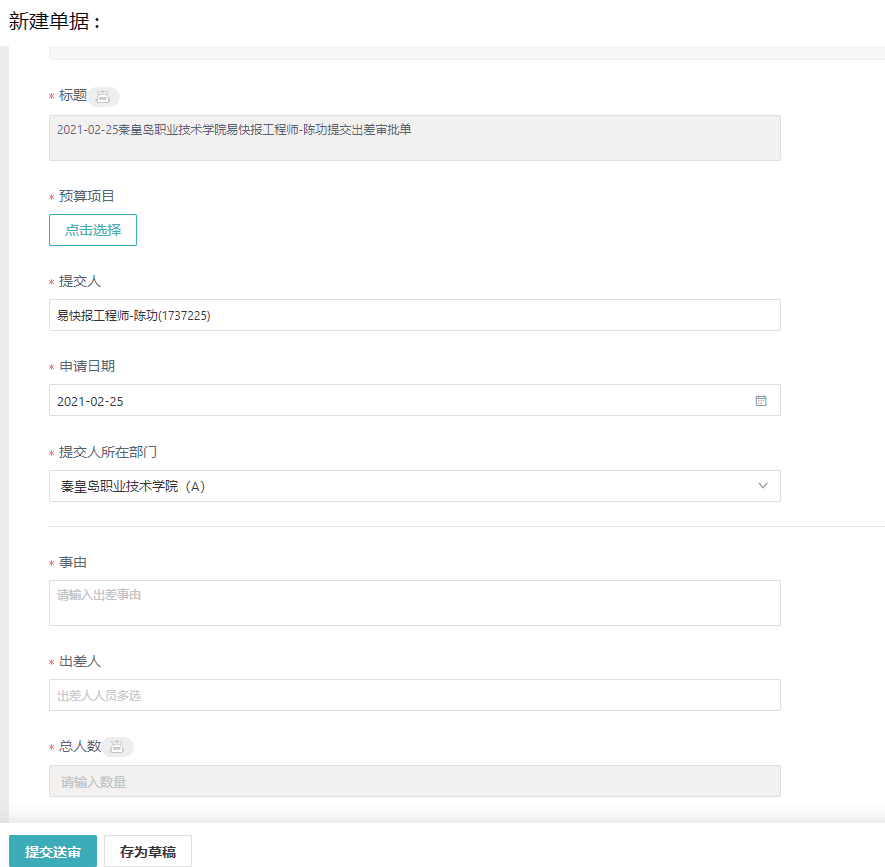 新建单据：
* 标题
2021-02-25秦皇岛职业技术学院易快报工程师-陈功提交出差审批单
* 预算项目
点击选择
* 提交人
易快报工程师-陈功(1737225)
* 申请日期
2021-02-25
* 提交人所在部门
秦皇岛职业技术学院（A）
* 事由
请输入出差事由
* 出差人
出差人人员多选
* 总人数
请输入数量
提交送审 存为草稿